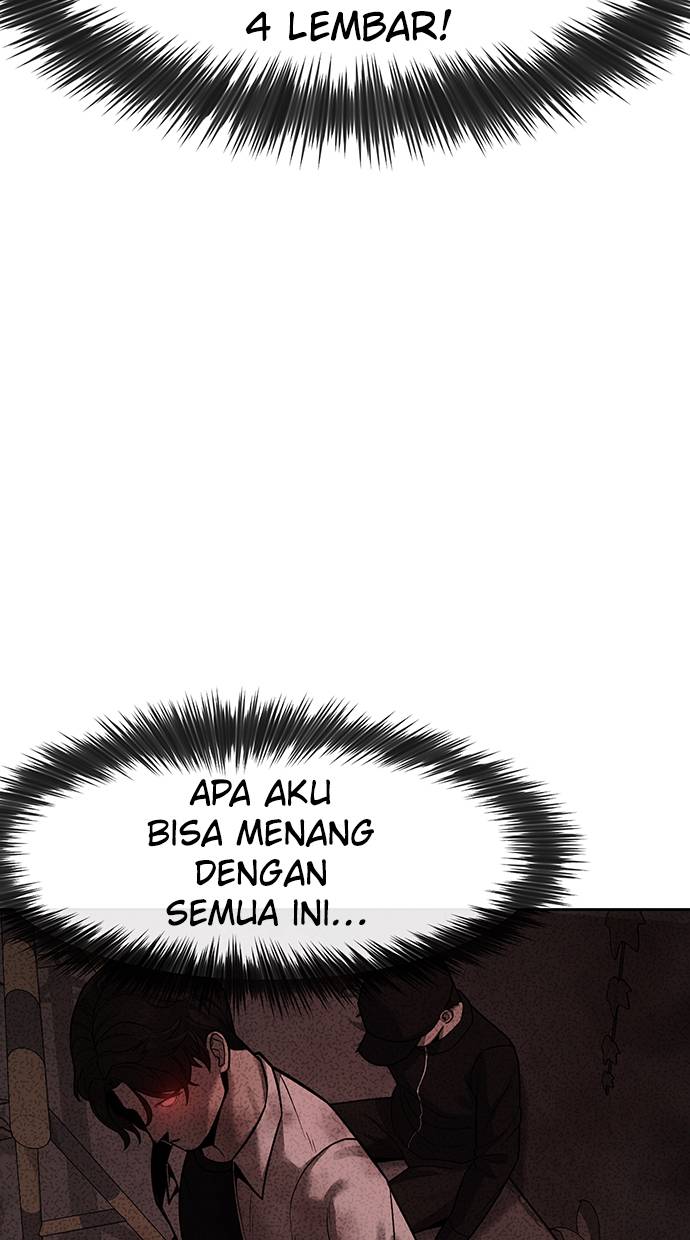 4 LEMBAR!
APA AKU
BISA MENANG
DENGAN
SEMUA INI...